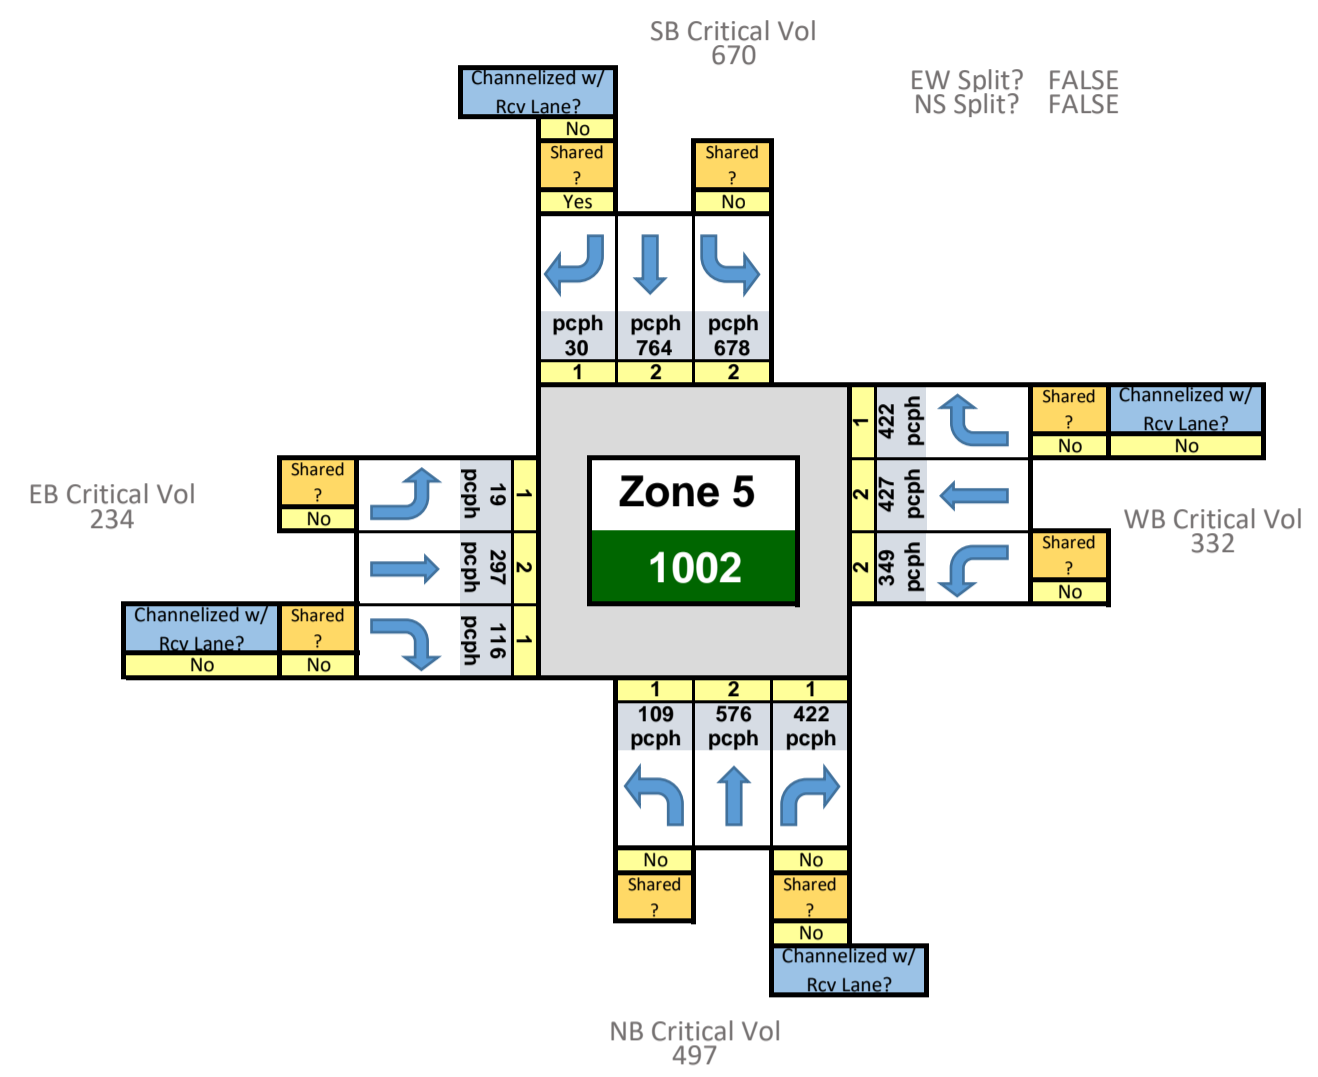 SB Critical Vol
670
EW Split? FALSE
NS Split? FALSE
Channelized w/
Rcv Lane?
No
Shared
?
Yes
Shared
?
No
pcph
30
pcph
764
pcph
678
1
2
2
1
422
pcph
Shared
?
No
Channelized w/
Rcv Lane?
No
2
427
pcph
2
349
pcph
Shared
?
No
WB Critical Vol
332
EB Critical Vol
234
Shared
?
No
pcph
19
1
pcph
297
2
Channelized w/
Rcv Lane?
No
Shared
?
No
pcph
116
1
Zone 5
1002
1
2
1
109
pcph
576
pcph
422
pcph
No
Shared
?
No
Shared
?
No
Channelized w/
Rcv Lane?
NB Critical Vol
497